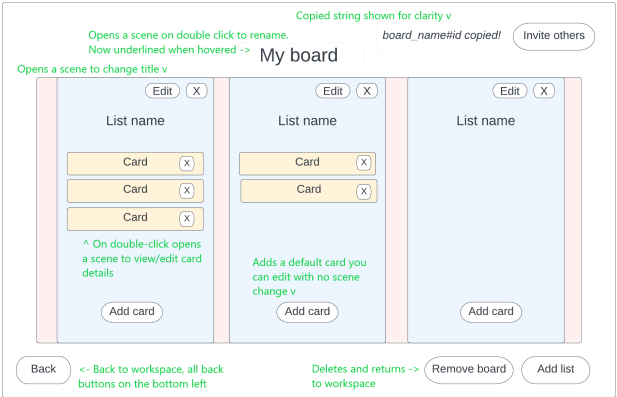 Copied string shown for clarity v
Opens a scene on double click to rename.
Now underlined when hovered ->
board_name#id copied!
Invite others
My board
Opens a scene to change title v
Edit X
Edit X
Edit X
List name
List name
List name
Card X
Card X
Card X
Card X
Card X
^ On double-click opens
a scene to view/edit card
details
Adds a default card you
can edit with no scene
change v
Add card
Add card
Add card
Back
<- Back to workspace, all back
buttons on the bottom left
Deletes and returns ->
to workspace
Remove board
Add list